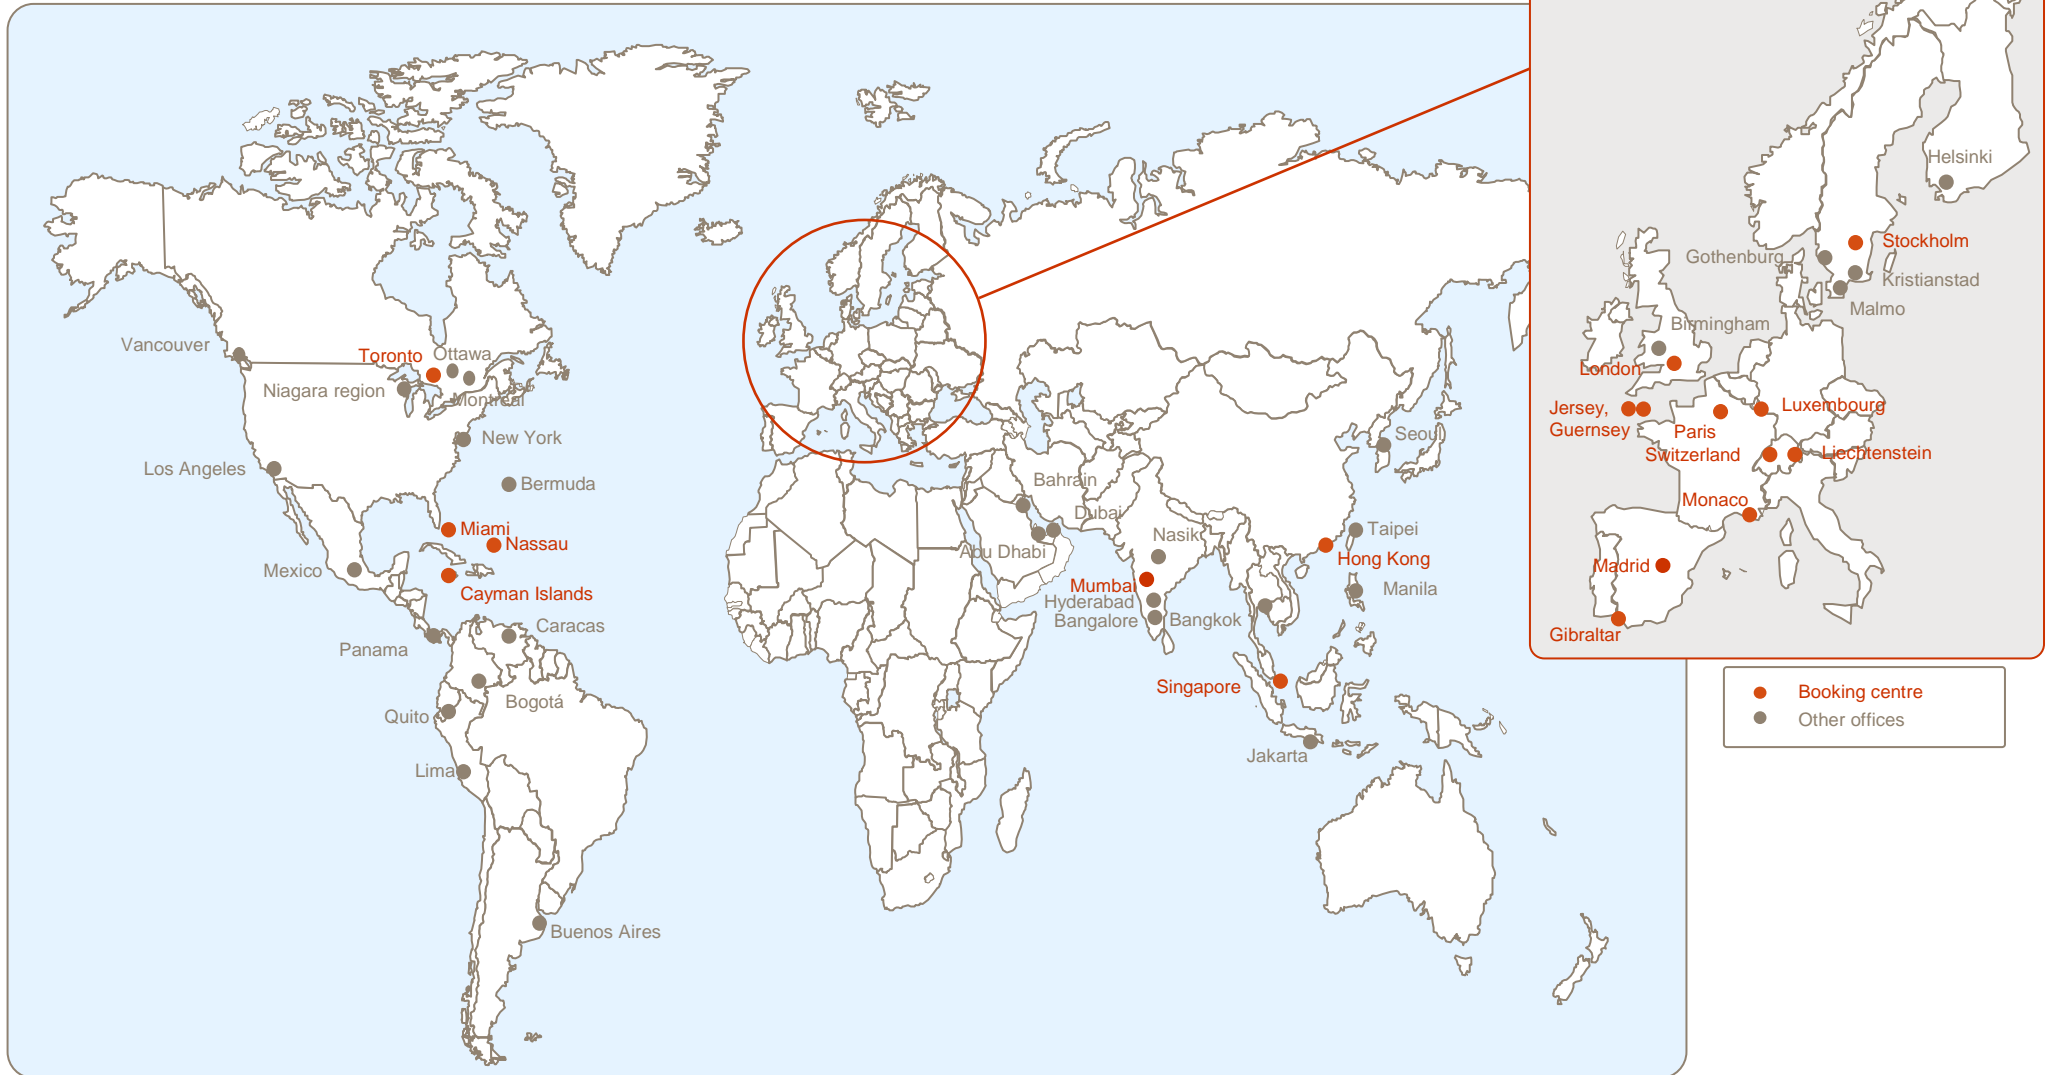 Vancouver
Toronto
Ottawa
Niagara region
Montréal
New York
Los Angeles
Bermuda
Miami
Nassau
Mexico
Cayman Islands
Caracas
Panama
Bogotá
Quito
Lima
Buenos Aires
Bahrain
Dubai
Abu Dhabi
Nasik
Mumbai
Hyderabad
Bangalore
Bangkok
Seoul
Taipei
Hong Kong
Manila
Singapore
Jakarta
Helsinki
Stockholm
Gothenburg
Kristianstad
Malmo
Birmingham
London
Jersey,
Guernsey
Luxembourg
Paris
Switzerland
Liechtenstein
Monaco
Madrid
Gibraltar
Booking centre
Other offices